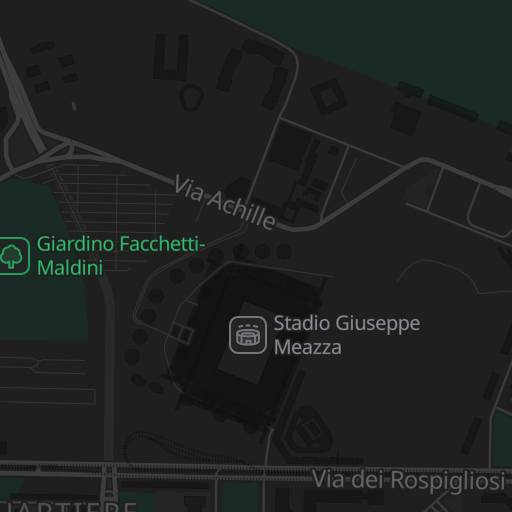 Via Achille
Giardino Facchetti-
Maldini
Stadio Giuseppe
Meazza
Via dei Rospigliosi